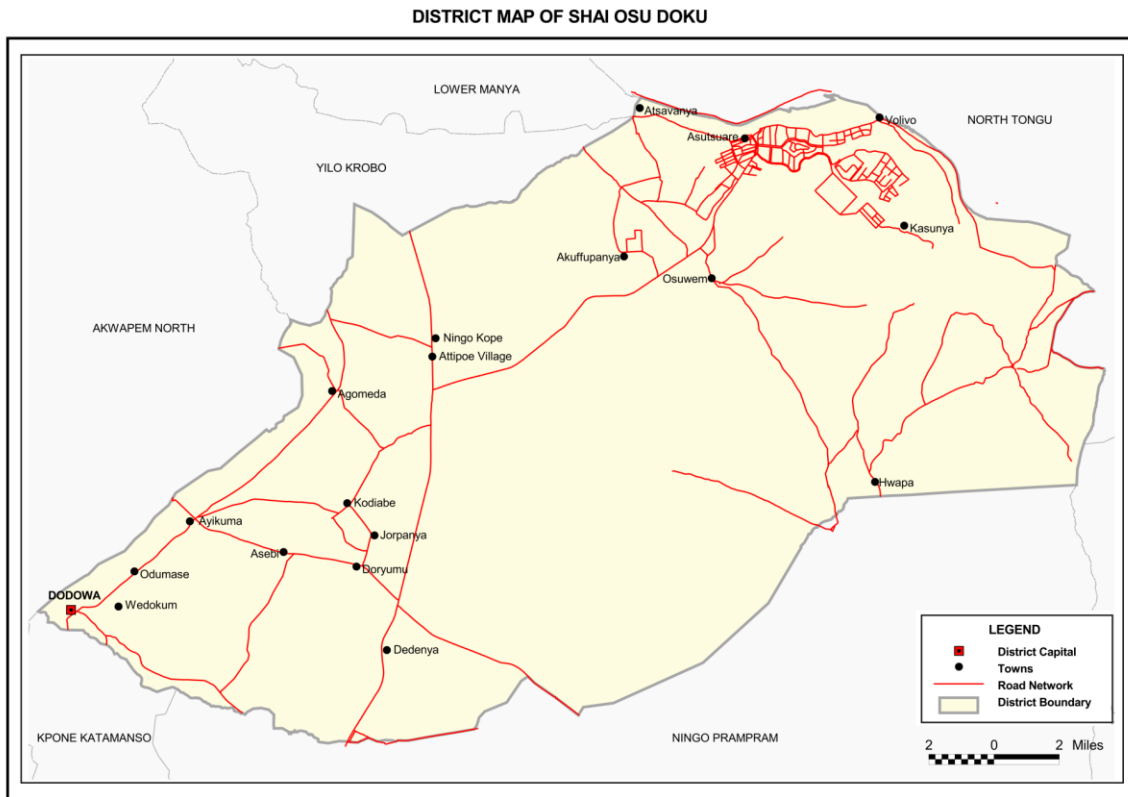 DISTRICT MAP OF SHAI OSU DOKU
LOWER MANYA
Atsavanya
Volivo
NORTH TONGU
Asutsuare
YILO KROBO
Kasunya
Akuffupanya
Osuwem
AKWAPEM NORTH
Ningo Kope
Attipoe Village
Agomeda
Hwapa
Kodiabe
Ayikuma
Jorpanya
Asebi
Doryumu
Odumase
DODOWA
Wedokum
Dedenya
KPONE KATAMANSO
NINGO PRAMPRAM
LEGEND
District Capital
Towns
Road Network
District Boundary
2 0 2 Miles